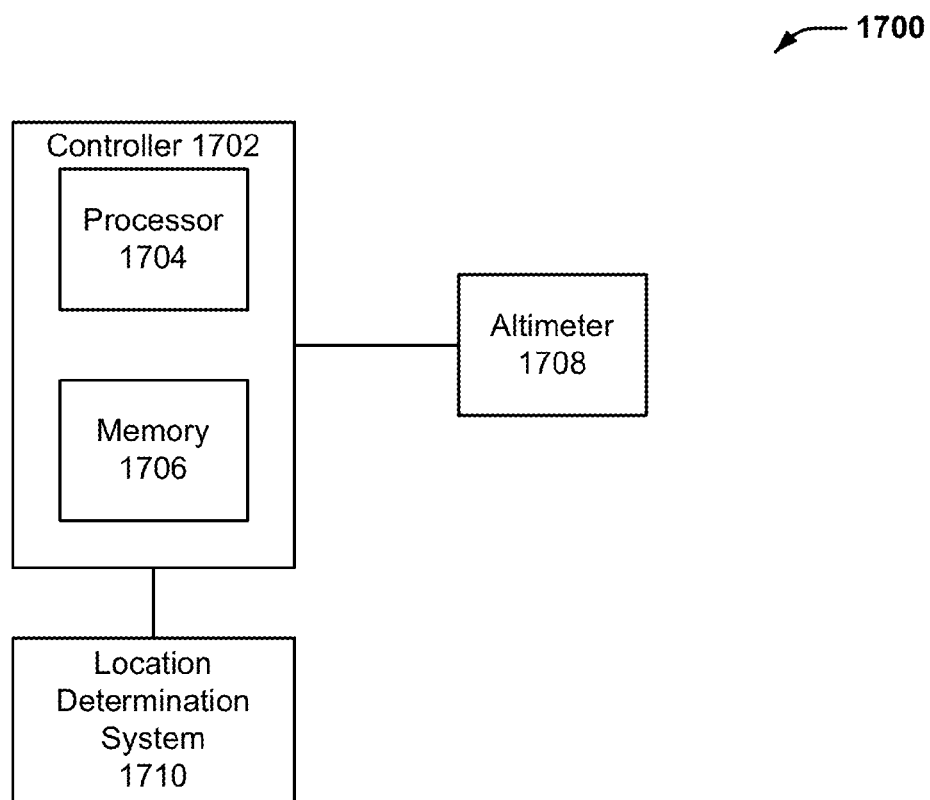 1700
Controller 1702
Processor
1704
Altimeter
1708
Memory
1706
Location
Determination
System
1710